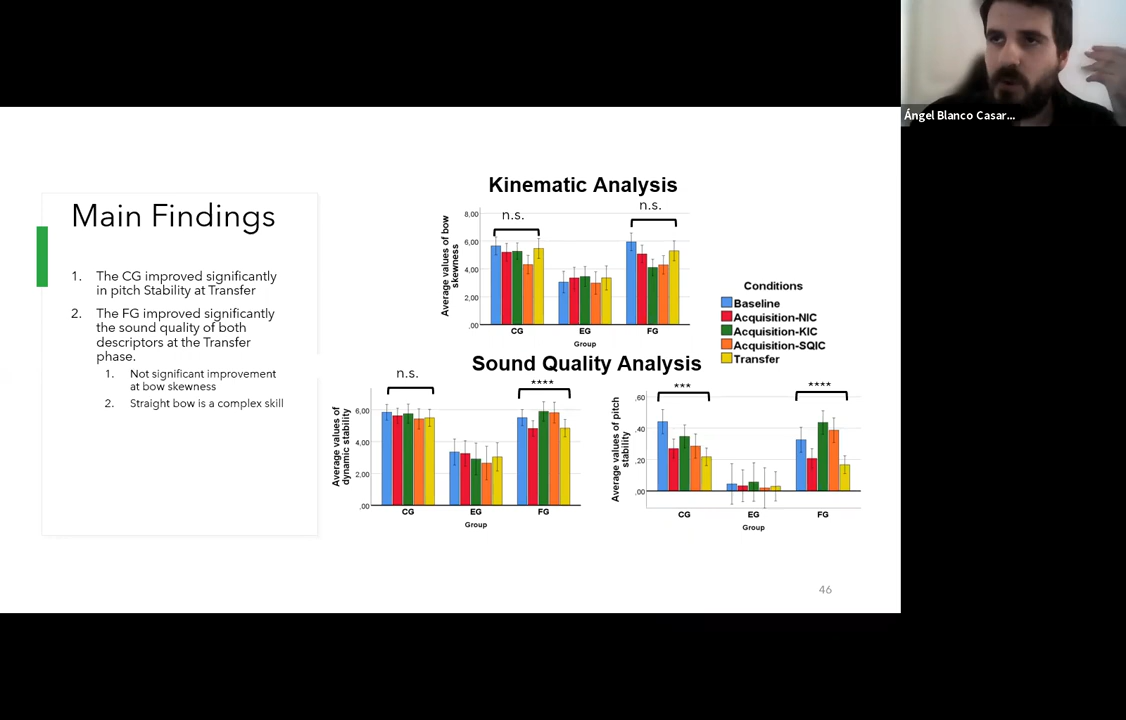 Ángel Blanco Casar...
Main Findings
1. The CG improved significantly
in pitch Stability at Transfer
2. The FG improved significantly
the sound quality of both
descriptors at the Transfer
phase.
1. Not significant improvement
at bow skewness
2. Straight bow is a complex skill
Kinematic Analysis
Average values of bow
skewness
8,00
6,00
4,00
2,00
,00
n.s.
n.s.
CG EG FG
Group
Conditions
Baseline
Acquisition-NIC
Acquisition-KIC
Acquisition-SQIC
Transfer
Sound Quality Analysis
Average values of
dynamic stability
6,00
4,00
2,00
,00
n.s.
****
CG EG FG
Group
Average values of pitch
stability
,60
,40
,20
,00
***
****
CG EG FG
Group
46